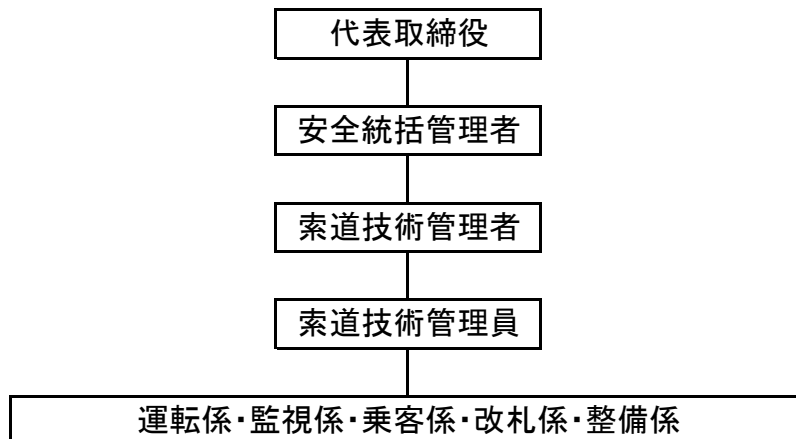 代表取締役
安全統括管理者
索道技術管理者
索道技術管理員
運転係・監視係・乗客係・改札係・整備係